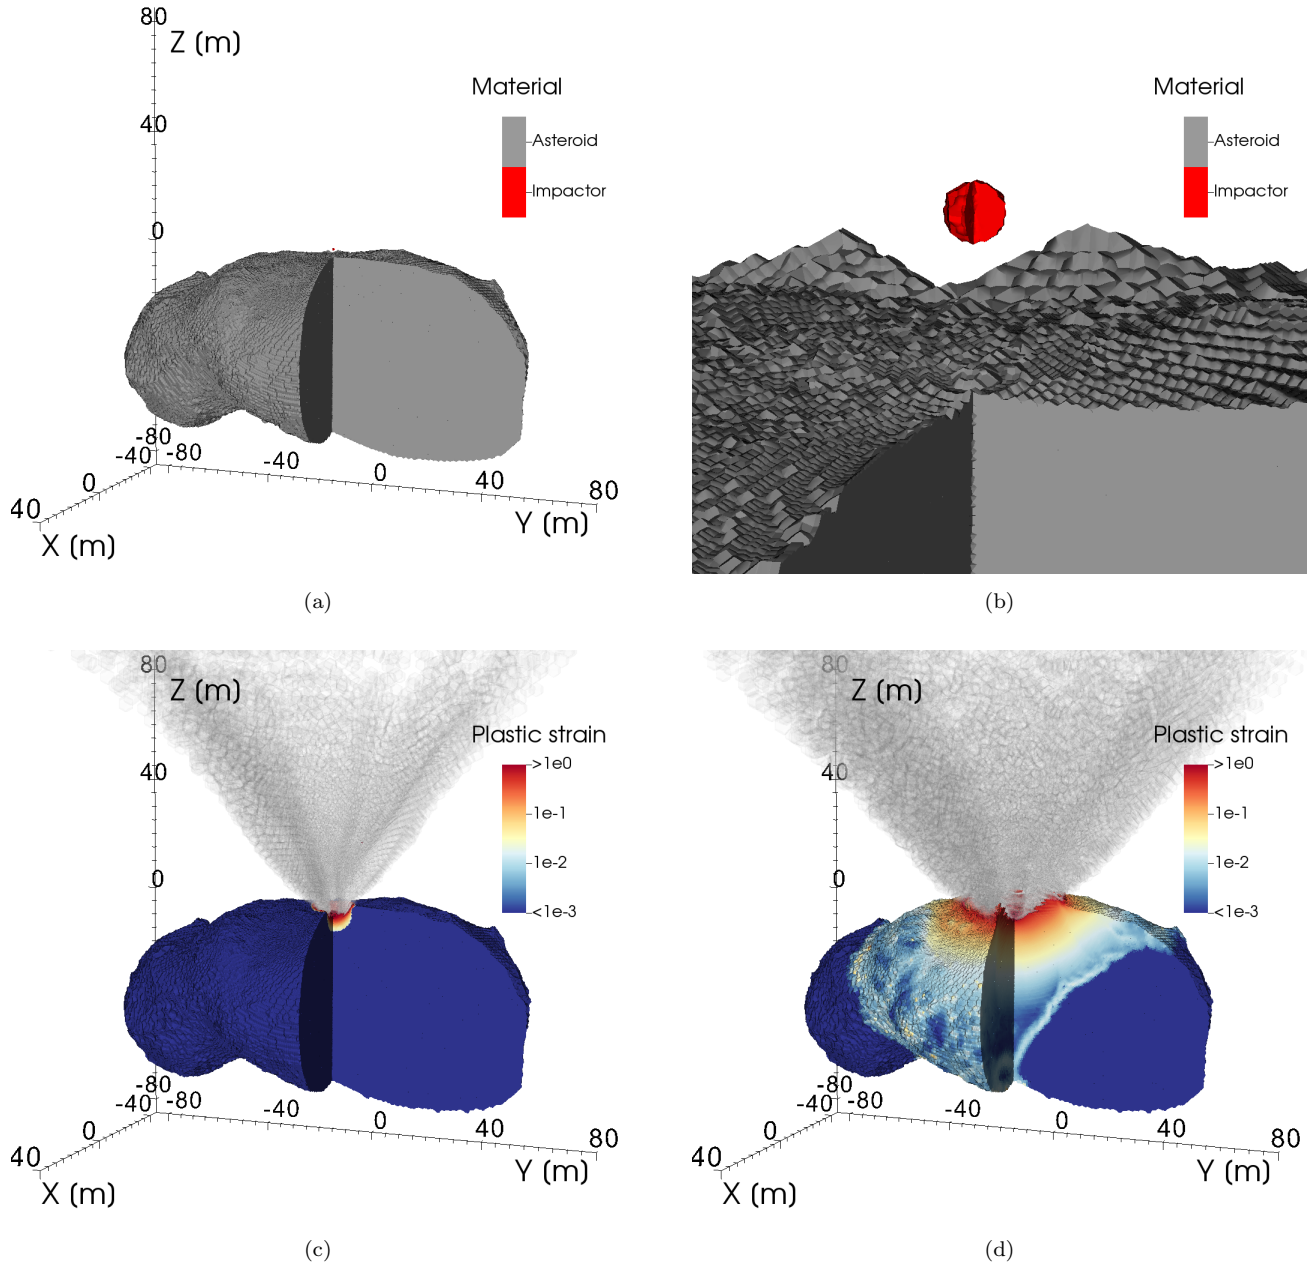 80
Z (m)
Material
40
Asteroid
Impactor
0
-80
-40
-80
-40
0
0
40
40
80
X (m)
Y (m)
(a)
Material
Asteroid
Impactor
(b)
80
Z (m)
Plastic strain
>1e0
40
1e-1
1e-2
0
<1e-3
-80
-40
-80
-40
0
0
40
40
80
X (m)
Y (m)
(c)
80
Z (m)
Plastic strain
>1e0
40
1e-1
1e-2
0
<1e-3
-80
-40
-80
-40
0
0
40
40
80
X (m)
Y (m)
(d)